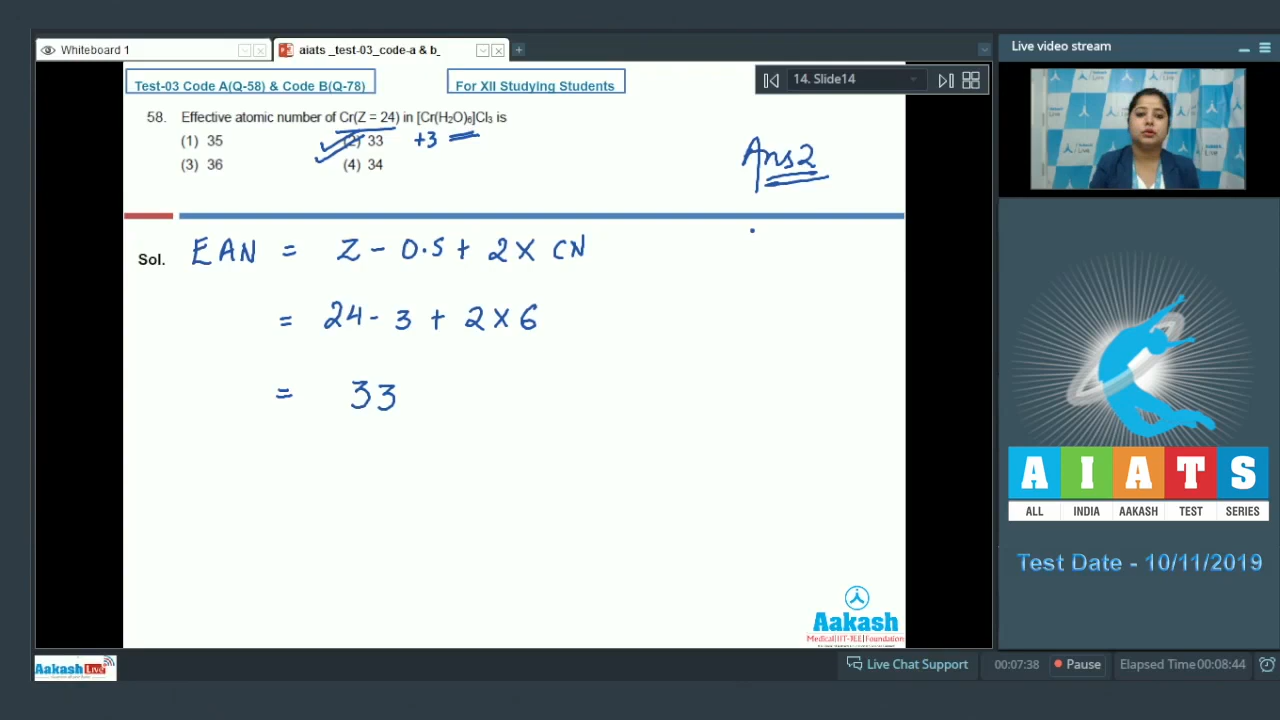 Whiteboard 1
aiats _test-03_code-a & b_
Live video stream
Test-03 Code A(Q-58) & Code B(Q-78)
For XII Studying Students
14. Slide14
58. Effective atomic number of Cr(Z = 24) in [Cr(H₂O)₆]Cl₃ is
(1) 35 (2) 33 +3
(3) 36 (4) 34
Ans 2
Sol. EAN = Z - O.S + 2 X CN
= 24 - 3 + 2 X 6
= 33
A I A T S
ALL INDIA AAKASH TEST SERIES
Test Date - 10/11/2019
Aakash
Medical|IIT-JEE|Foundation
Aakash Live
Live Chat Support
00:07:38
Pause
Elapsed Time 00:08:44